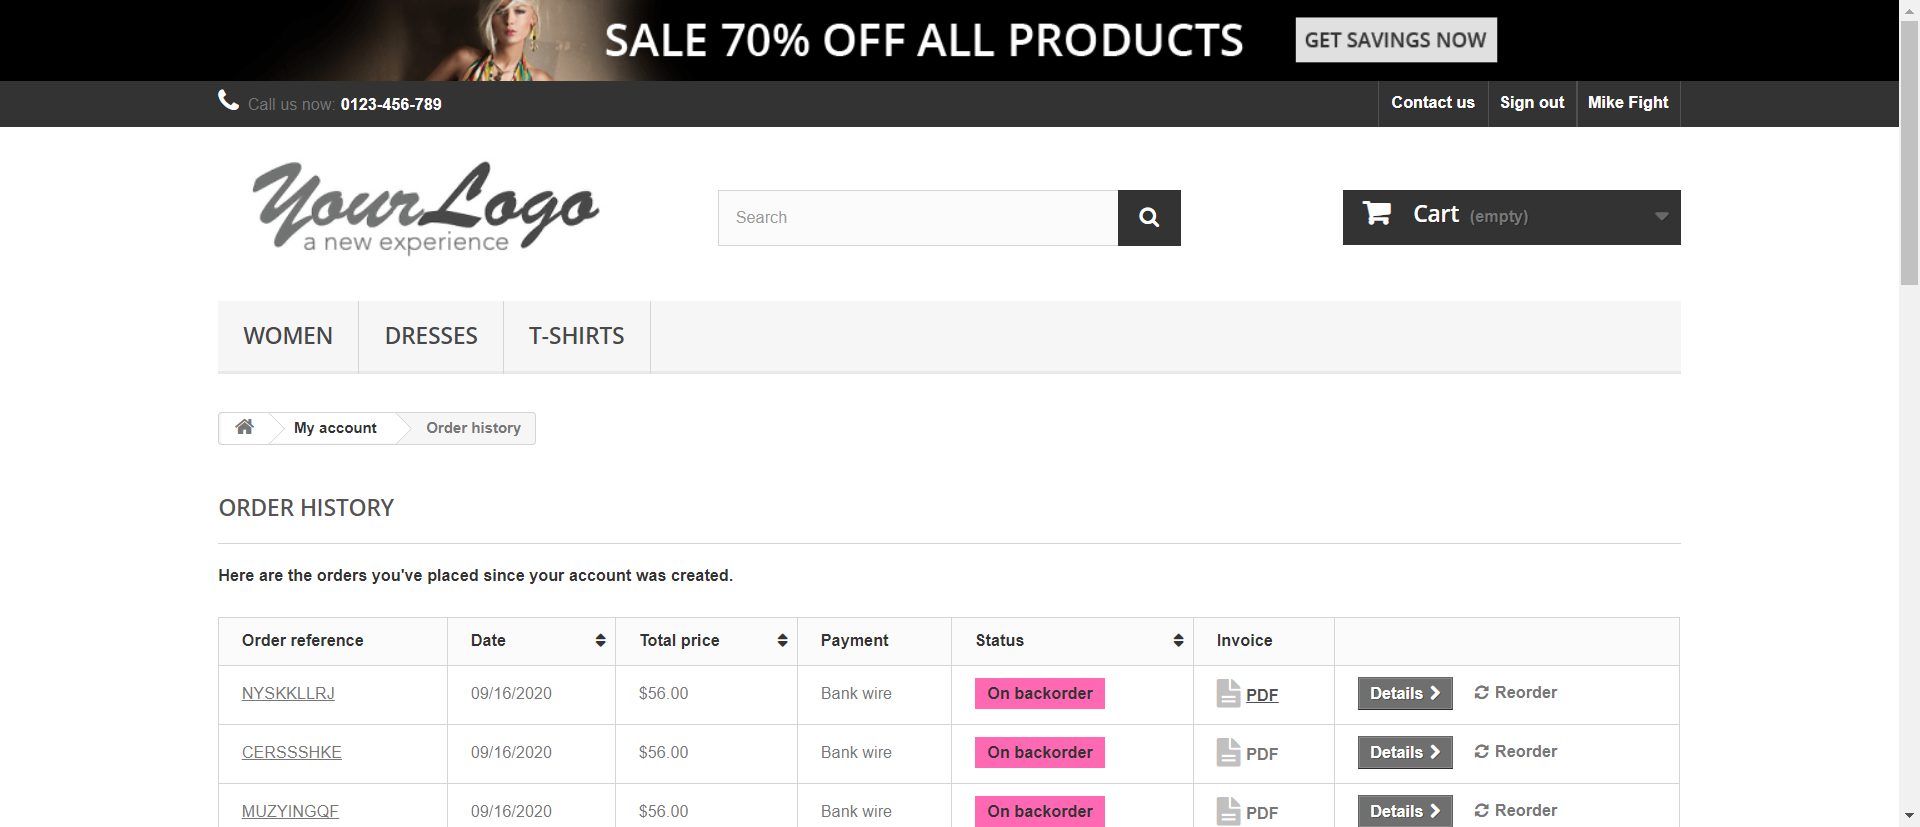 SALE 70% OFF ALL PRODUCTS GET SAVINGS NOW
Call us now: 0123-456-789 Contact us Sign out Mike Fight
YourLogo
a new experience
Search
Cart (empty)
WOMEN DRESSES T-SHIRTS
My account Order history
ORDER HISTORY
Here are the orders you've placed since your account was created.
Order reference Date Total price Payment Status Invoice
NYSKKLLRJ 09/16/2020 $56.00 Bank wire On backorder PDF Details Reorder
CERSSSHKE 09/16/2020 $56.00 Bank wire On backorder PDF Details Reorder
MUZYINGQF 09/16/2020 $56.00 Bank wire On backorder PDF Details Reorder